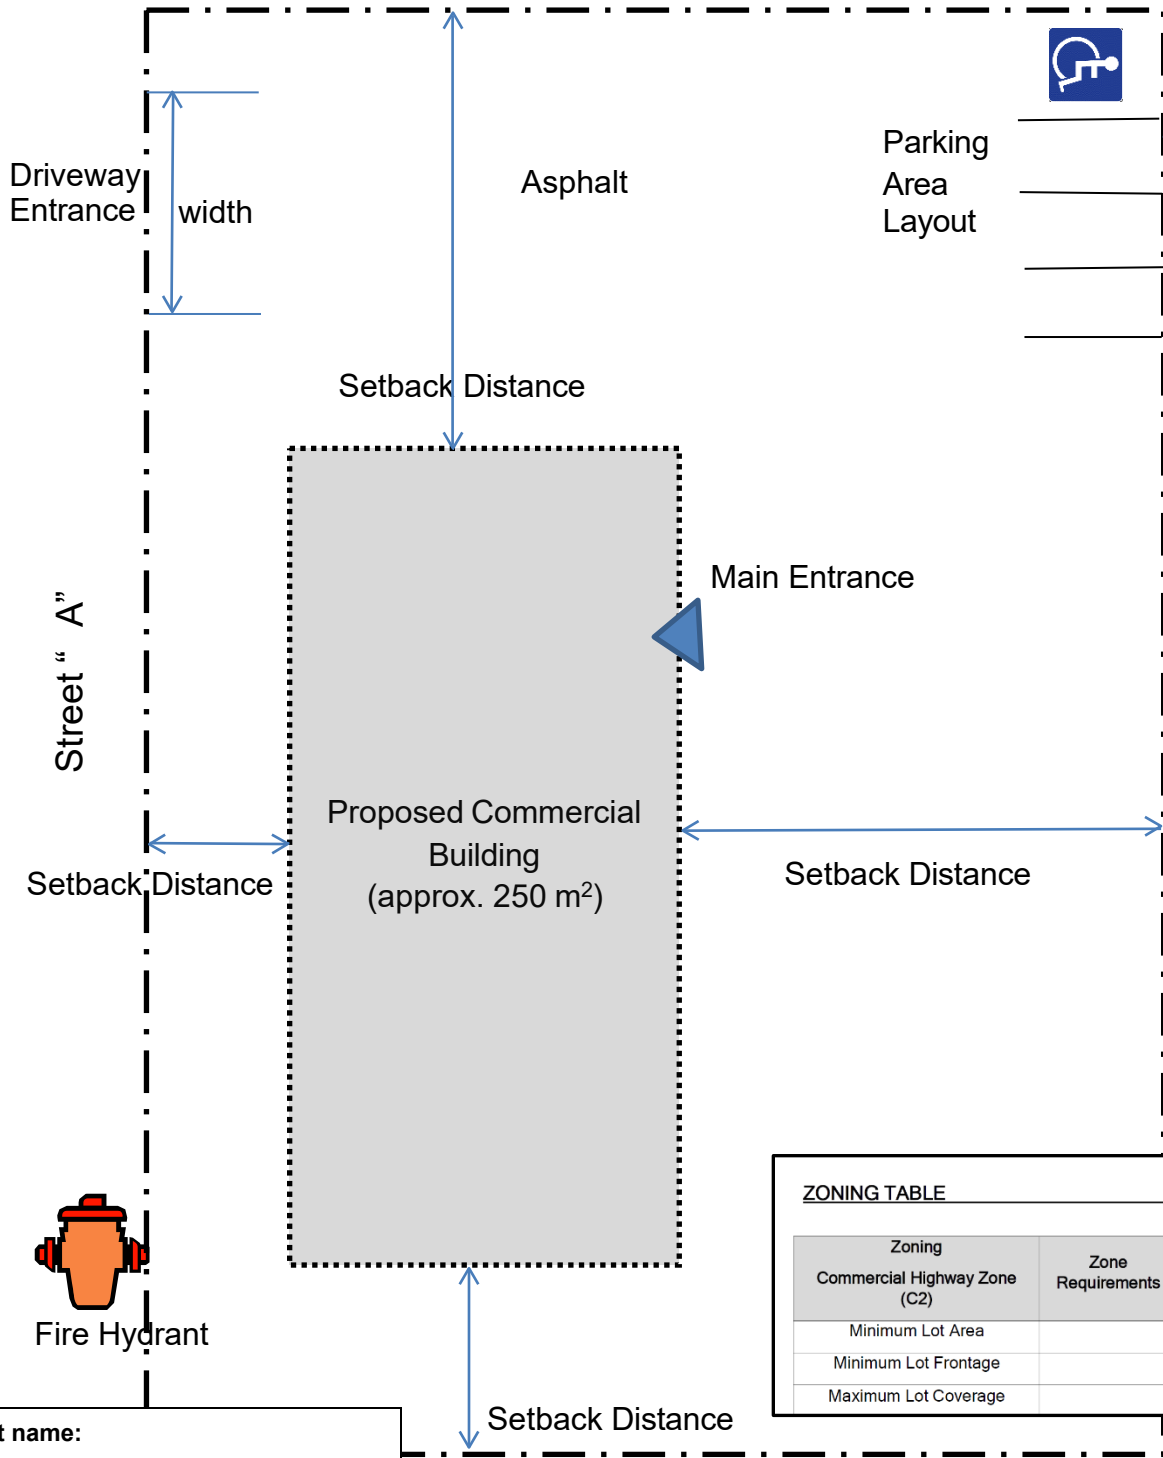 Driveway
Entrance
width
Asphalt
Parking
Area
Layout
Setback Distance
Main Entrance
Street “ A”
Proposed Commercial
Building
(approx. 250 m²)
Setback Distance
Setback Distance
Fire Hydrant
ZONING TABLE
Zoning
Commercial Highway Zone
(C2)
Zone
Requirements
Minimum Lot Area
Minimum Lot Frontage
Maximum Lot Coverage
Setback Distance
t name: